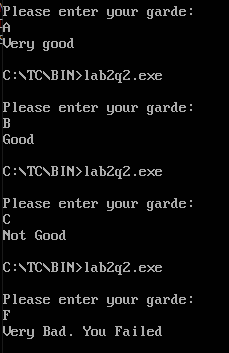 Please enter your garde:
A
Very good
C:\TC\BIN>lab2q2.exe
Please enter your garde:
B
Good
C:\TC\BIN>lab2q2.exe
Please enter your garde:
C
Not Good
C:\TC\BIN>lab2q2.exe
Please enter your garde:
F
Very Bad. You Failed